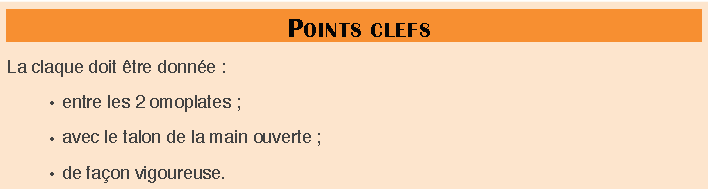 POINTS CLEFS
La claque doit être donnée :
• entre les 2 omoplates ;
• avec le talon de la main ouverte ;
• de façon vigoureuse.